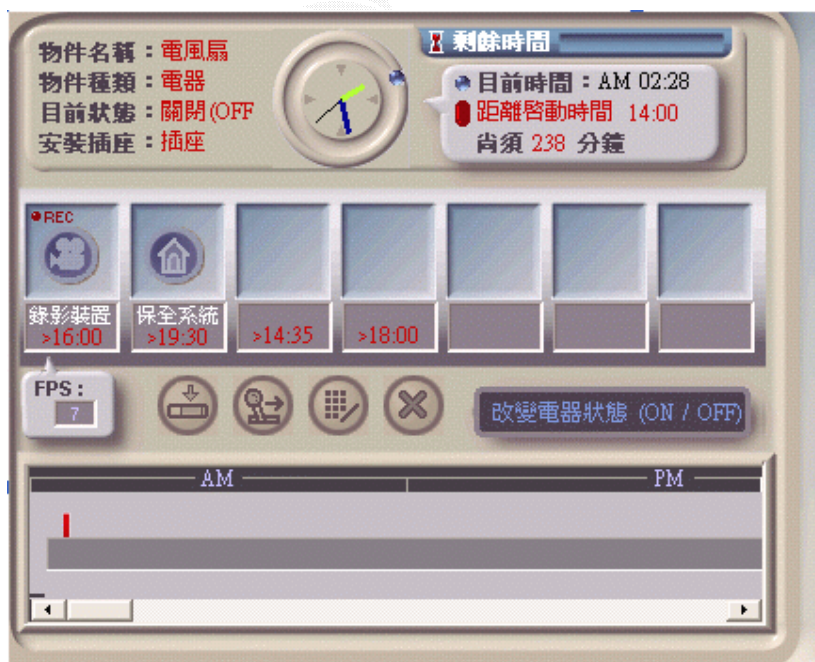 物件名稱：電風扇
物件種類：電器
目前狀態：關閉(OFF
安裝插座：插座
剩餘時間
目前時間：AM 02:28
距離啓動時間 14:00
尚須 238 分鐘
REC
錄影裝置
>16:00
保全系統
>19:30
>14:35
>18:00
FPS：
7
改變電器狀態 (ON / OFF)
AM
PM